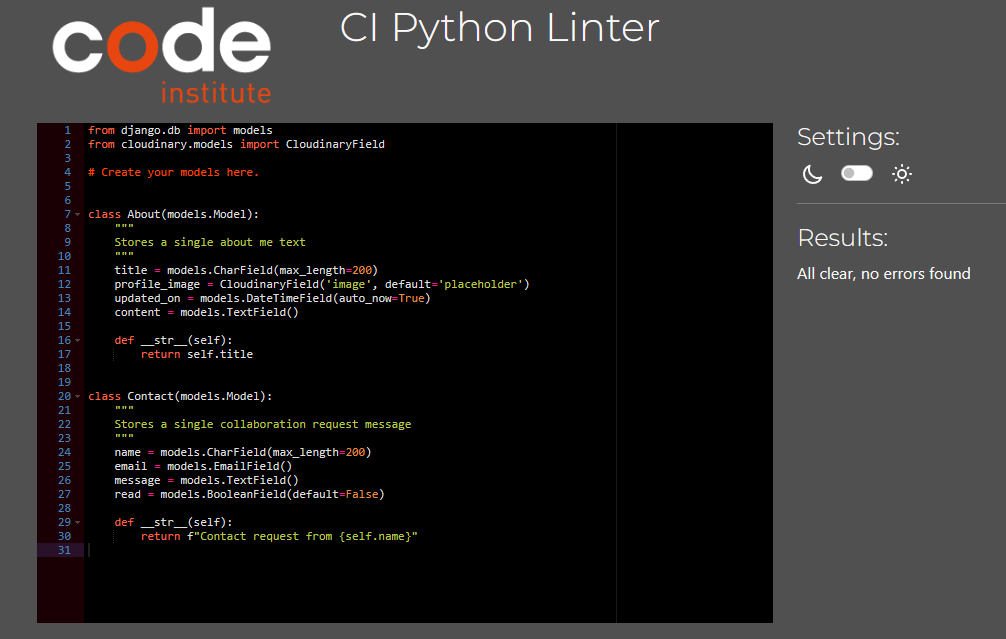 code
institute
CI Python Linter
1 from django.db import models
2 from cloudinary.models import CloudinaryField
3
4 # Create your models here.
5
6
7 class About(models.Model):
8     """
9     Stores a single about me text
10     """
11     title = models.CharField(max_length=200)
12     profile_image = CloudinaryField('image', default='placeholder')
13     updated_on = models.DateTimeField(auto_now=True)
14     content = models.TextField()
15
16     def __str__(self):
17         return self.title
18
19
20 class Contact(models.Model):
21     """
22     Stores a single collaboration request message
23     """
24     name = models.CharField(max_length=200)
25     email = models.EmailField()
26     message = models.TextField()
27     read = models.BooleanField(default=False)
28
29     def __str__(self):
30         return f"Contact request from {self.name}"
31
Settings:
Results:
All clear, no errors found